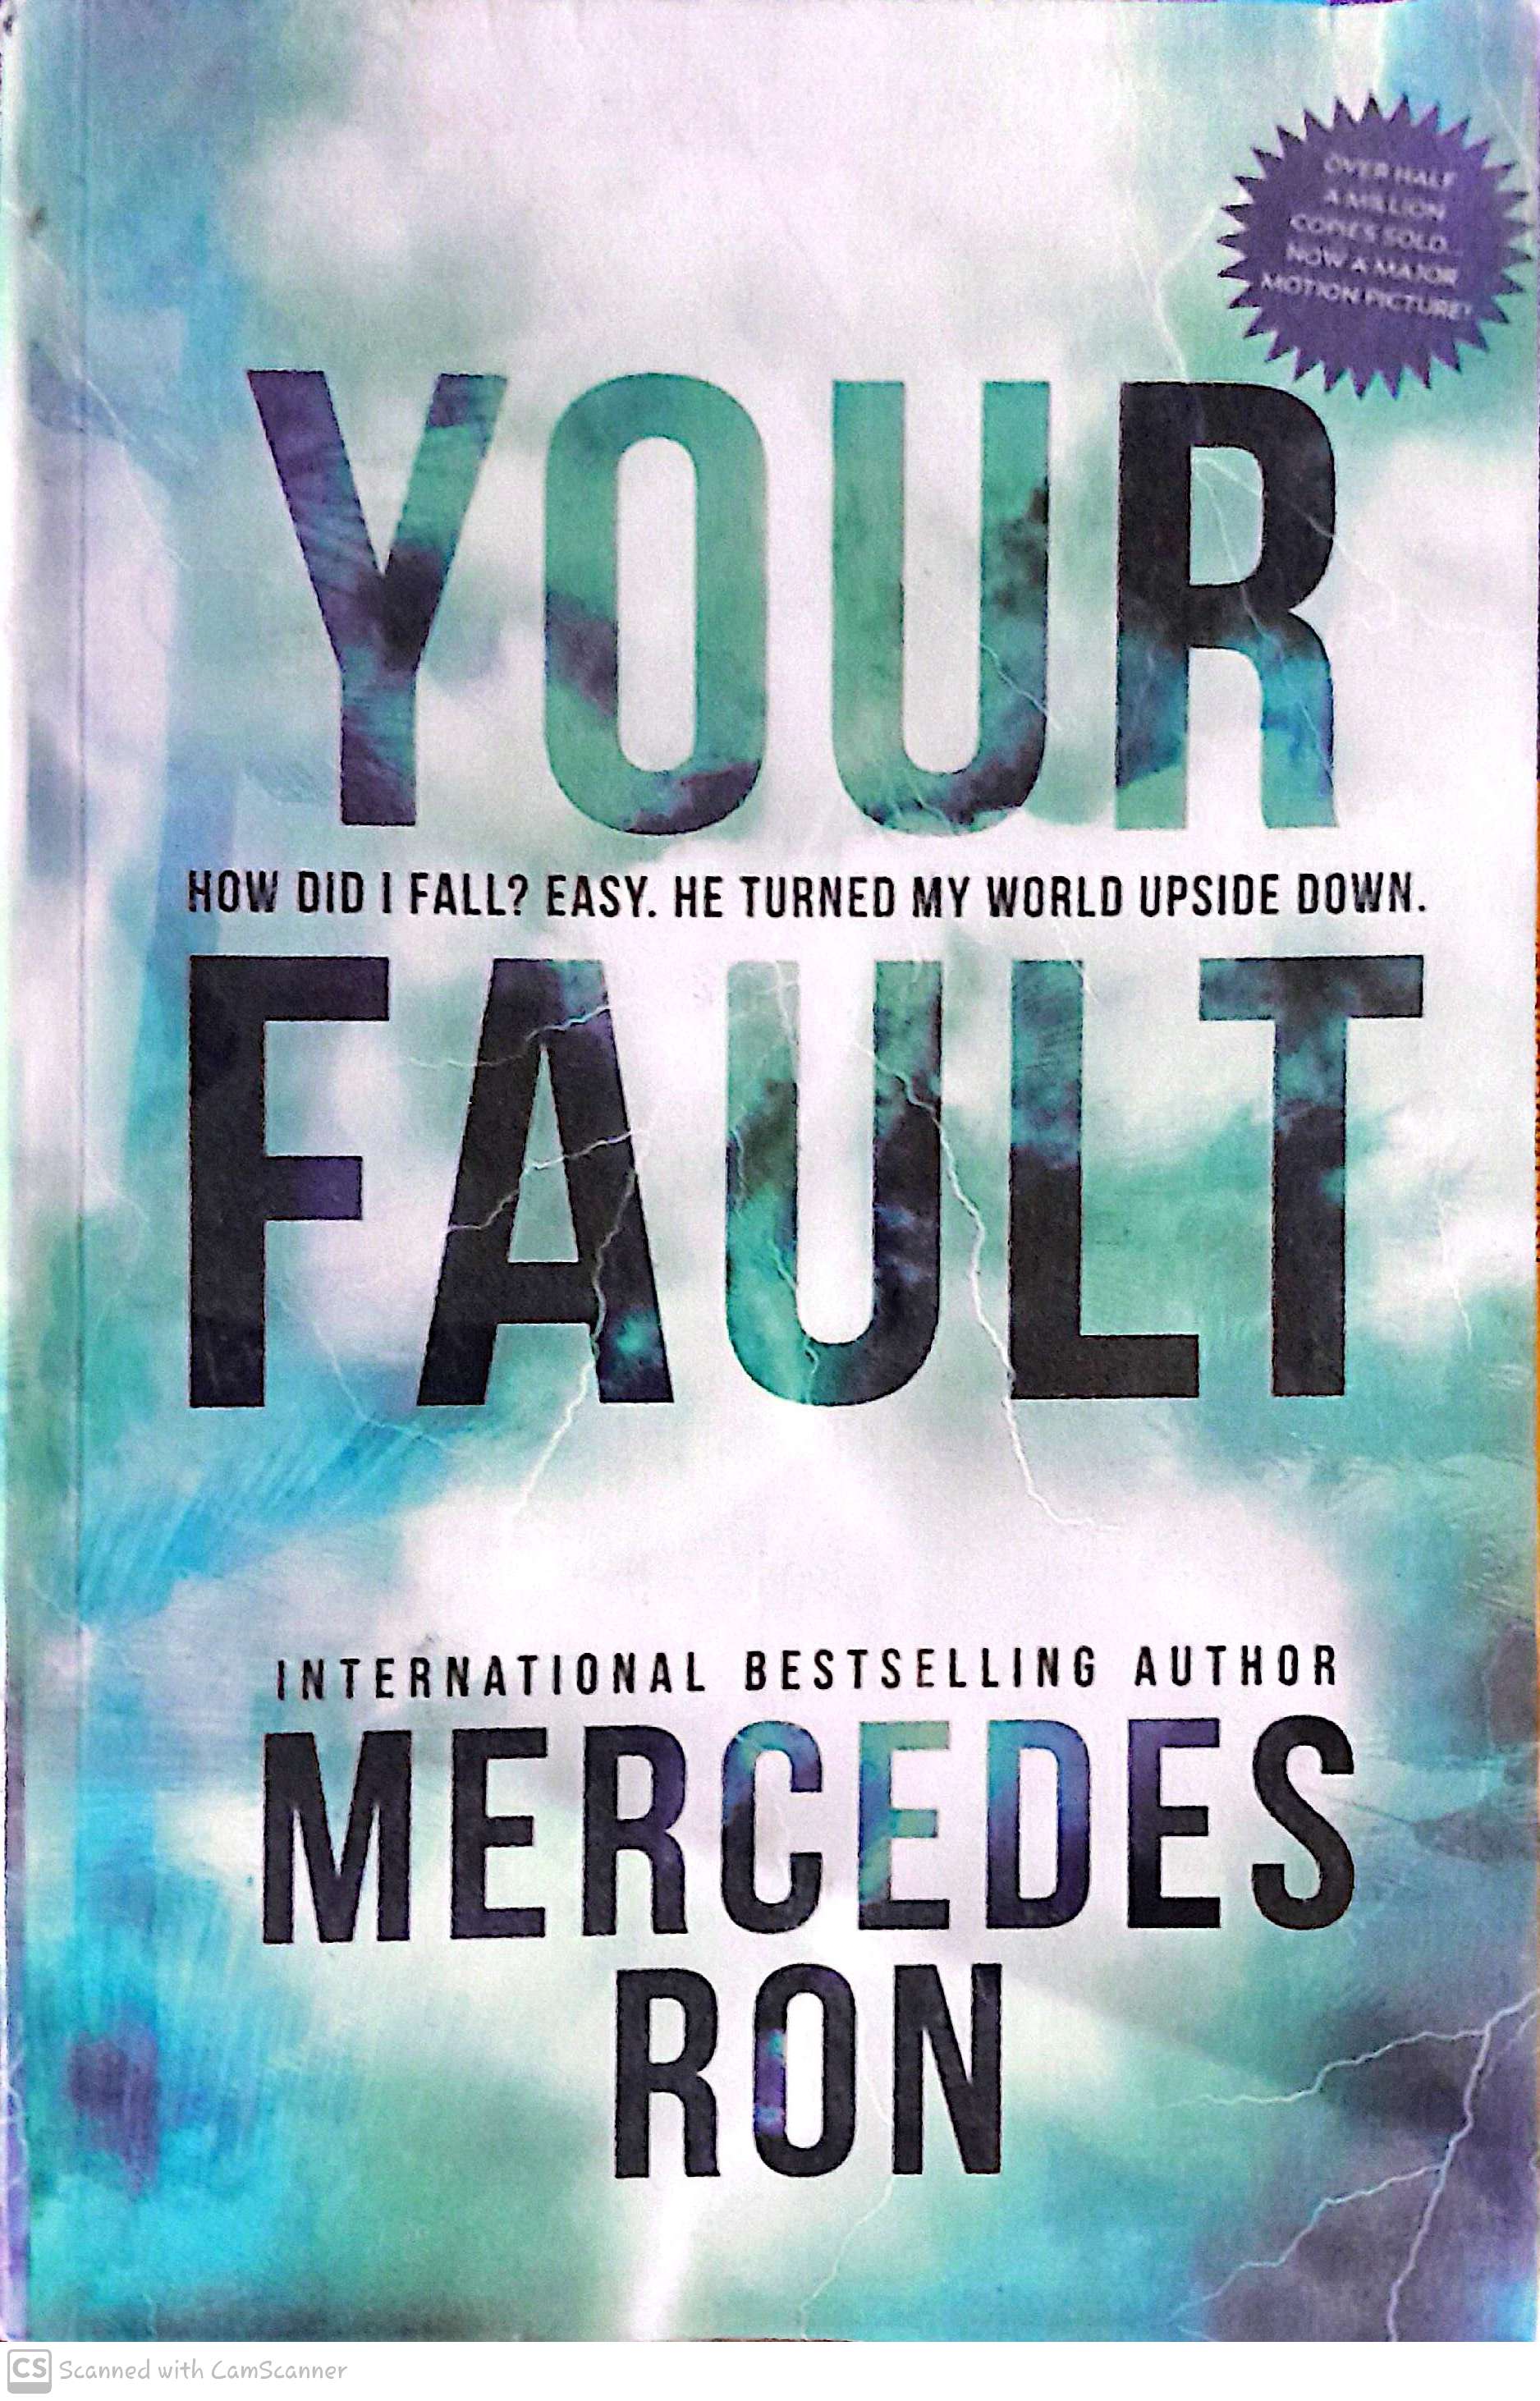 OVER HALF
A MILLION
COPIES SOLD...
NOW A MAJOR
MOTION PICTURE!
YOUR
HOW DID I FALL? EASY. HE TURNED MY WORLD UPSIDE DOWN.
FAULT
INTERNATIONAL BESTSELLING AUTHOR
MERCEDES
RON
CS Scanned with CamScanner